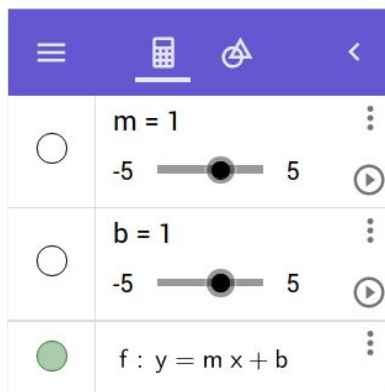 m = 1
-5 5
b = 1
-5 5
f : y = m x + b